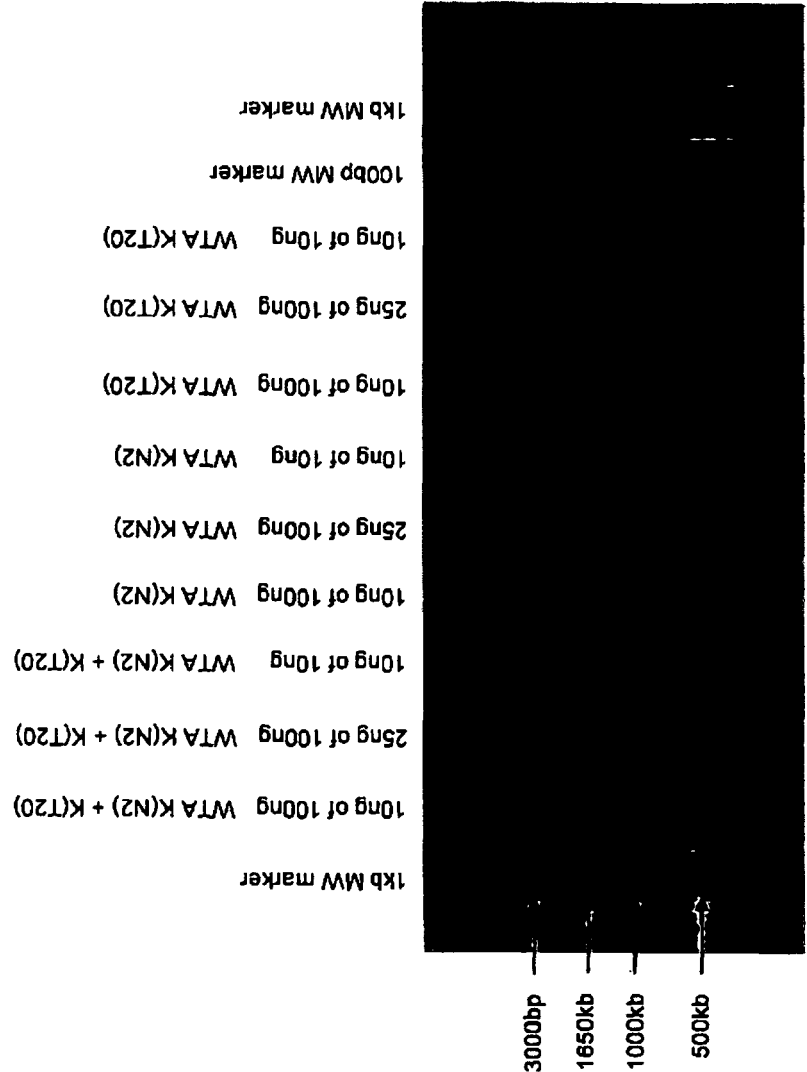 3000bp
1650kb
1000kb
500kb
1kb MW marker
10ng of 100ng WTA K(N2) + K(T20)
25ng of 100ng WTA K(N2) + K(T20)
10ng of 10ng WTA K(N2) + K(T20)
10ng of 100ng WTA K(N2)
25ng of 100ng WTA K(N2)
10ng of 10ng WTA K(N2)
10ng of 100ng WTA K(T20)
25ng of 100ng WTA K(T20)
10ng of 10ng WTA K(T20)
100bp MW marker
1kb MW marker